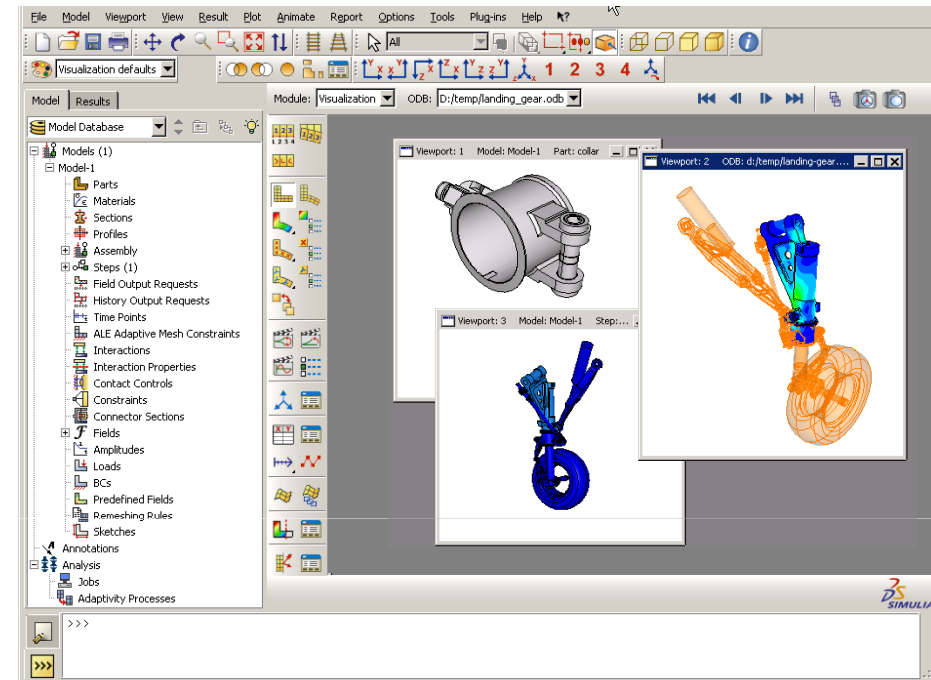 File Model Viewport View Result Plot Animate Report Options Tools Plug-ins Help
All
Visualization defaults
1 2 3 4
Model Results
Module: Visualization ODB: D:/temp/landing_gear.odb
Model Database
Models (1)
Model-1
Parts
Materials
Sections
Profiles
Assembly
Steps (1)
Field Output Requests
History Output Requests
Time Points
ALE Adaptive Mesh Constraints
Interactions
Interaction Properties
Contact Controls
Constraints
Connector Sections
Fields
Amplitudes
Loads
BCs
Predefined Fields
Remeshing Rules
Sketches
Annotations
Analysis
Jobs
Adaptivity Processes
Viewport: 1 Model: Model-1 Part: collar
Viewport: 2 ODB: d:/temp/landing-gear....
Viewport: 3 Model: Model-1 Step:...
SIMULIA
>>>
>>>